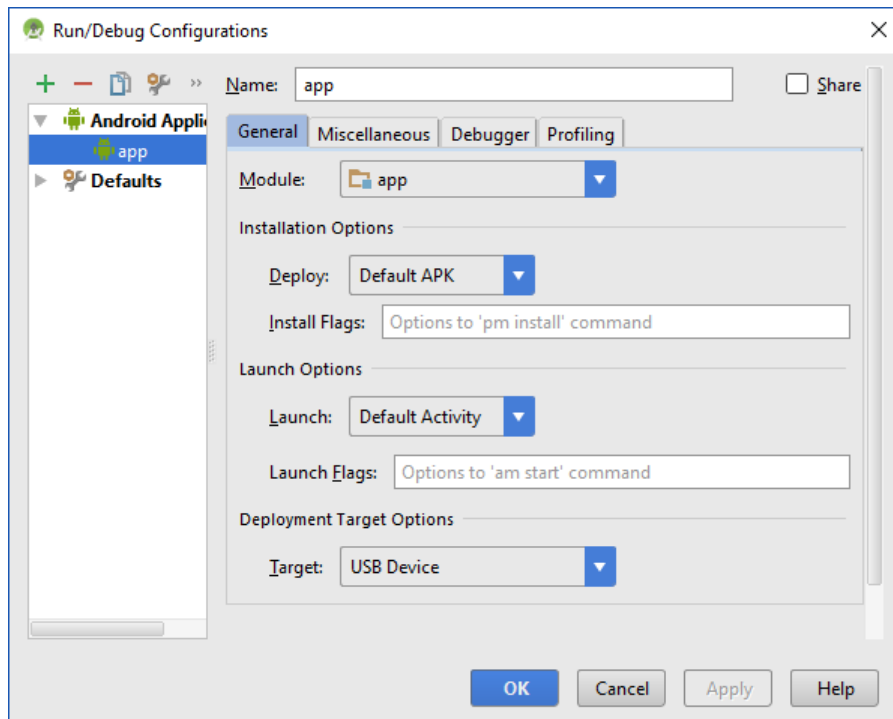 Run/Debug Configurations
Name: app
Share
Android Appli
app
Defaults
General Miscellaneous Debugger Profiling
Module: app
Installation Options
Deploy: Default APK
Install Flags: Options to 'pm install' command
Launch Options
Launch: Default Activity
Launch Flags: Options to 'am start' command
Deployment Target Options
Target: USB Device
OK Cancel Apply Help